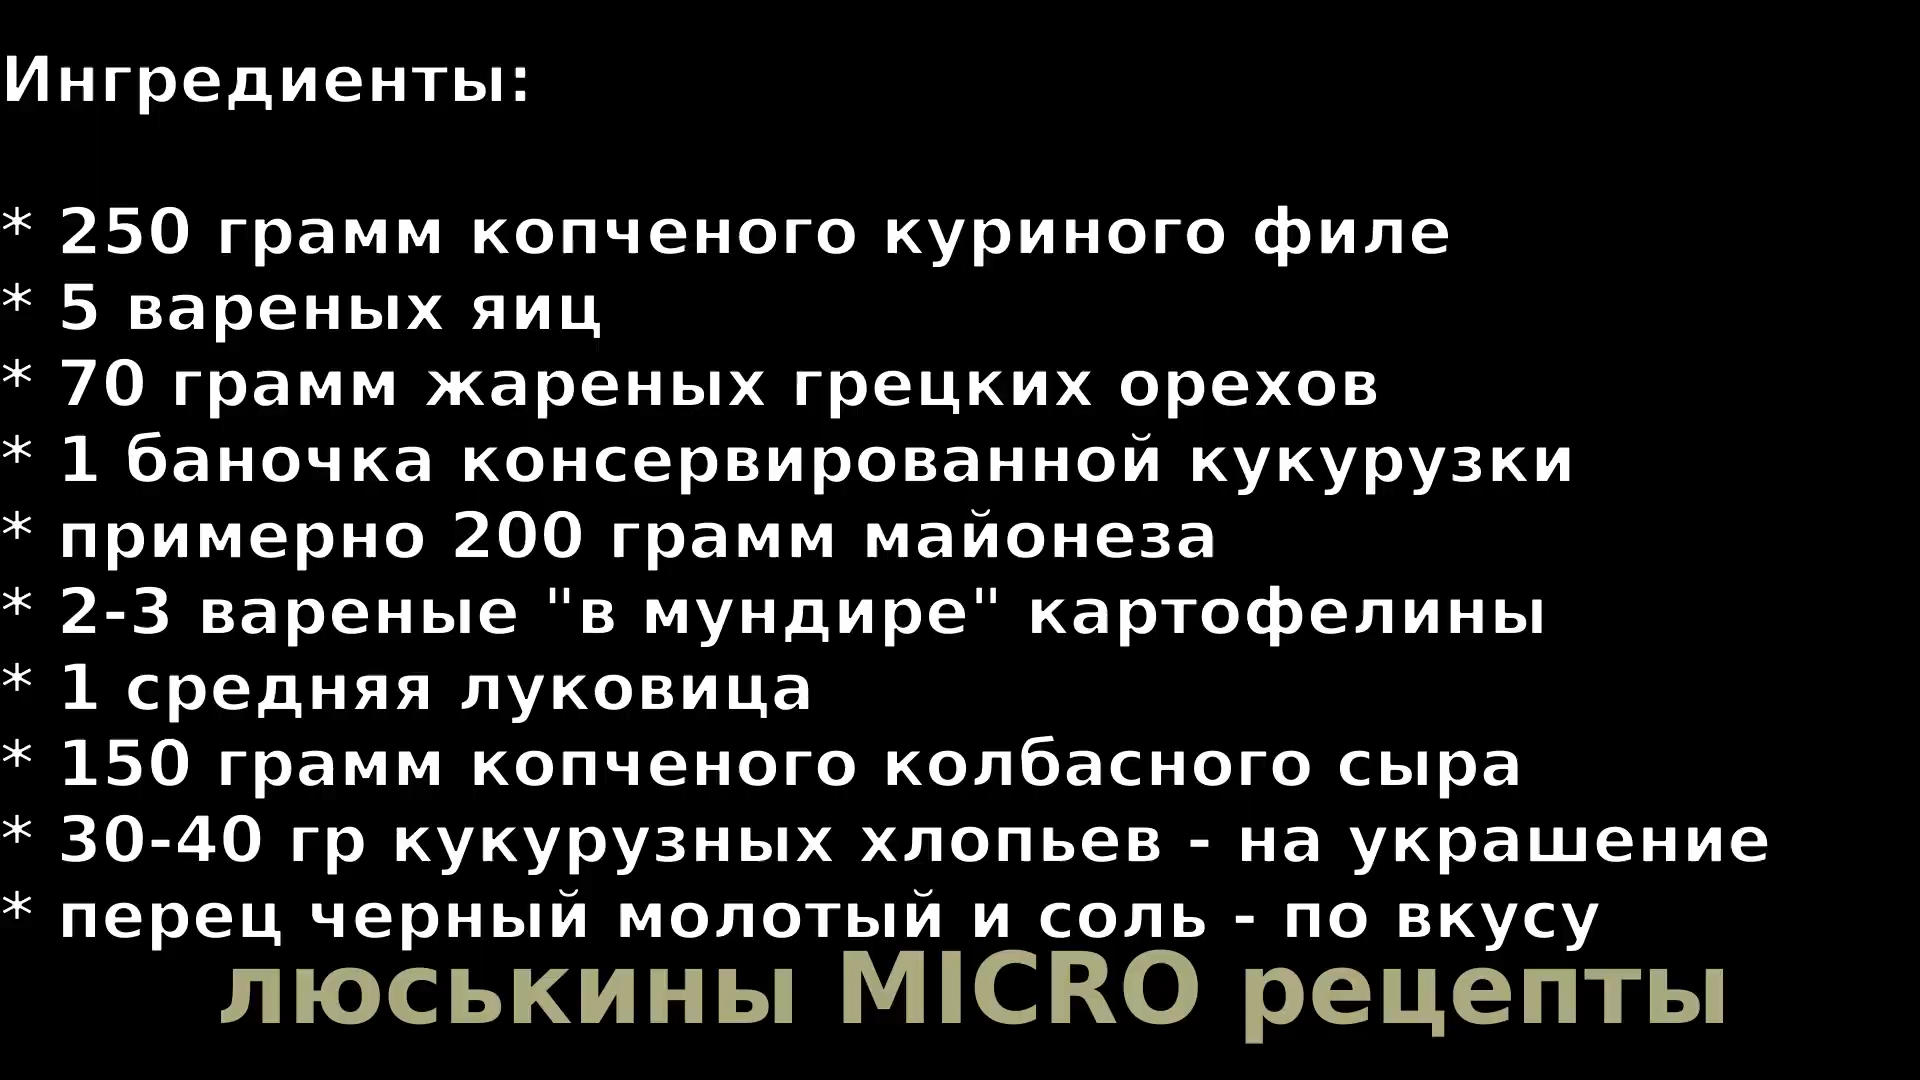 Ингредиенты:
* 250 грамм копченого куриного филе
* 5 вареных яиц
* 70 грамм жареных грецких орехов
* 1 баночка консервированной кукурузки
* примерно 200 грамм майонеза
* 2-3 вареные "в мундире" картофелины
* 1 средняя луковица
* 150 грамм копченого колбасного сыра
* 30-40 гр кукурузных хлопьев - на украшение
* перец черный молотый и соль - по вкусу
люськины MICRO рецепты